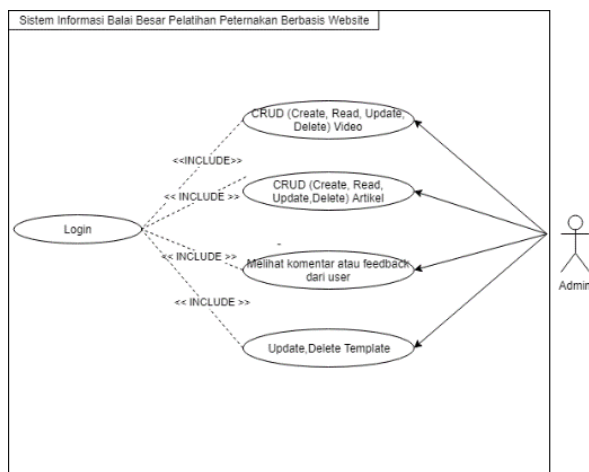 Sistem Informasi Balai Besar Pelatihan Peternakan Berbasis Website
CRUD (Create, Read, Update,
Delete) Video
<<INCLUDE>>
CRUD (Create, Read,
Update,Delete) Artikel
<< INCLUDE >>
Login
Melihat komentar atau feedback
dari user
<< INCLUDE >>
Admin
<< INCLUDE >>
Update,Delete Template